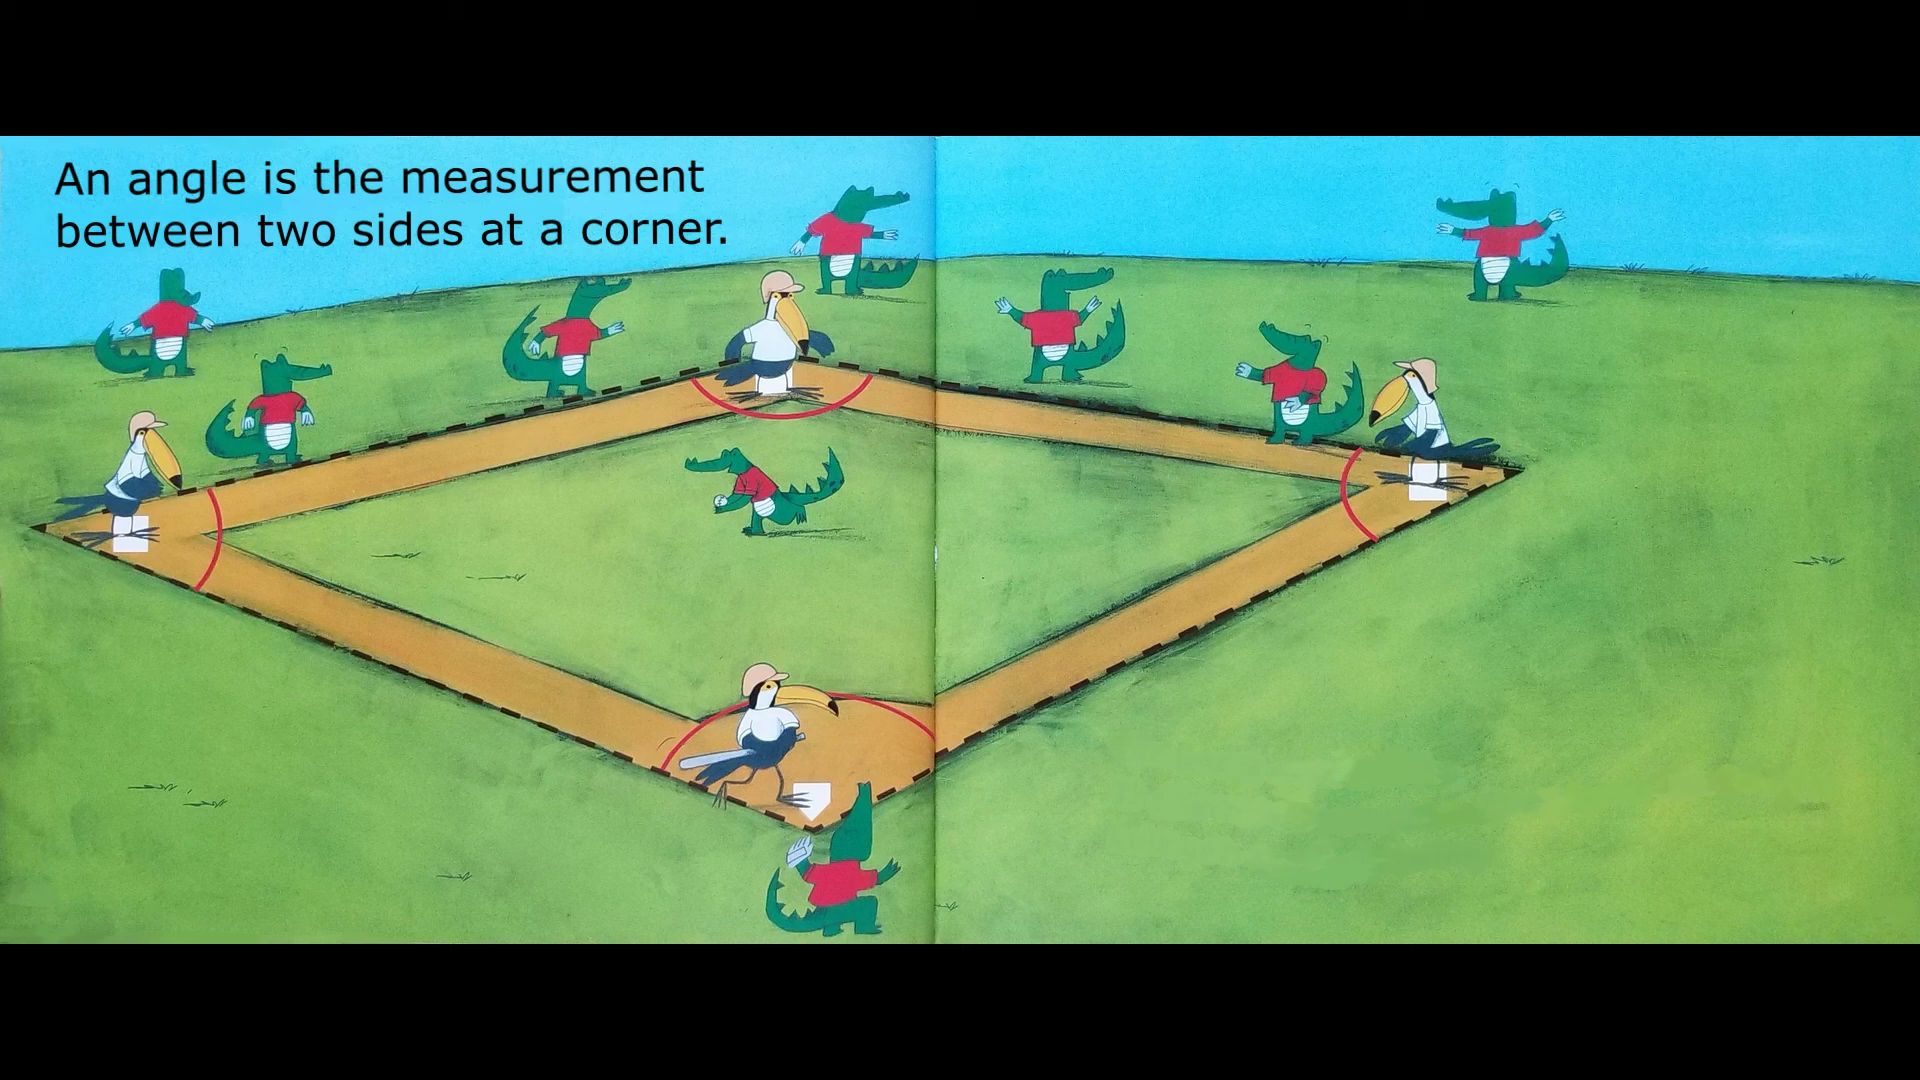 An angle is the measurement
between two sides at a corner.